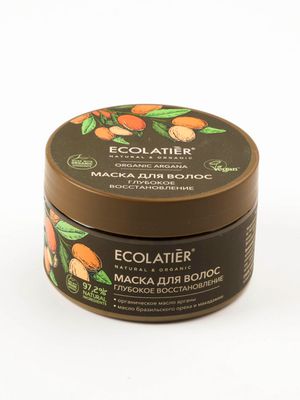 ECOLATIER
NATURAL & ORGANIC
ORGANIC ARGANA
МАСКА ДЛЯ ВОЛОС
ГЛУБОКОЕ
ВОССТАНОВЛЕНИЕ
Vegan
ECOLATIER
NATURAL & ORGANIC
МАСКА ДЛЯ ВОЛОС
ГЛУБОКОЕ ВОССТАНОВЛЕНИЕ
97.2%
NATURAL
INGREDIENTS
• органическое масло арганы
• масло бразильского ореха и макадамии